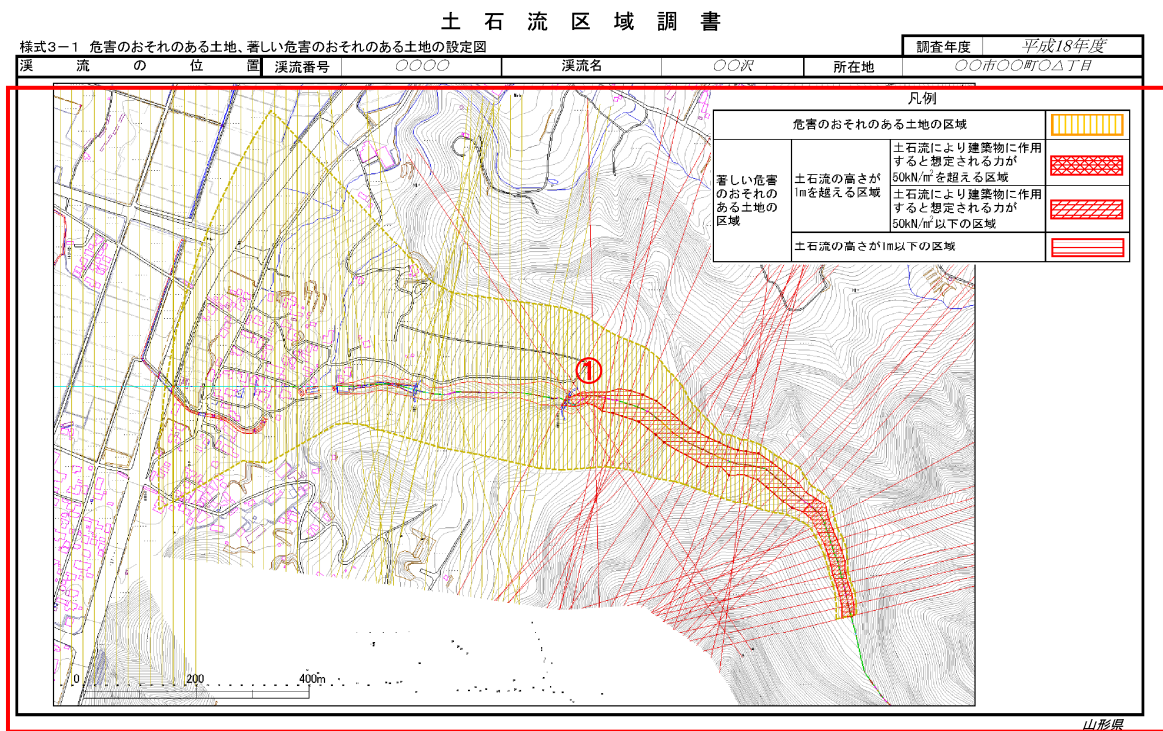 土石流区域調書
様式3-1 危害のおそれのある土地、著しい危害のおそれのある土地の設定図
調査年度 平成18年度
渓流の位置 渓流番号 〇〇〇〇 渓流名 〇〇沢 所在地 〇〇市〇〇町〇△丁目
凡例
危害のおそれのある土地の区域
著しい危害
のおそれの
ある土地の
区域
土石流の高さが
1mを越える区域
土石流により建築物に作用
すると想定される力が
50kN/㎡を超える区域
土石流により建築物に作用
すると想定される力が
50kN/㎡以下の区域
土石流の高さが1m以下の区域
①
0 200 400m
山形県